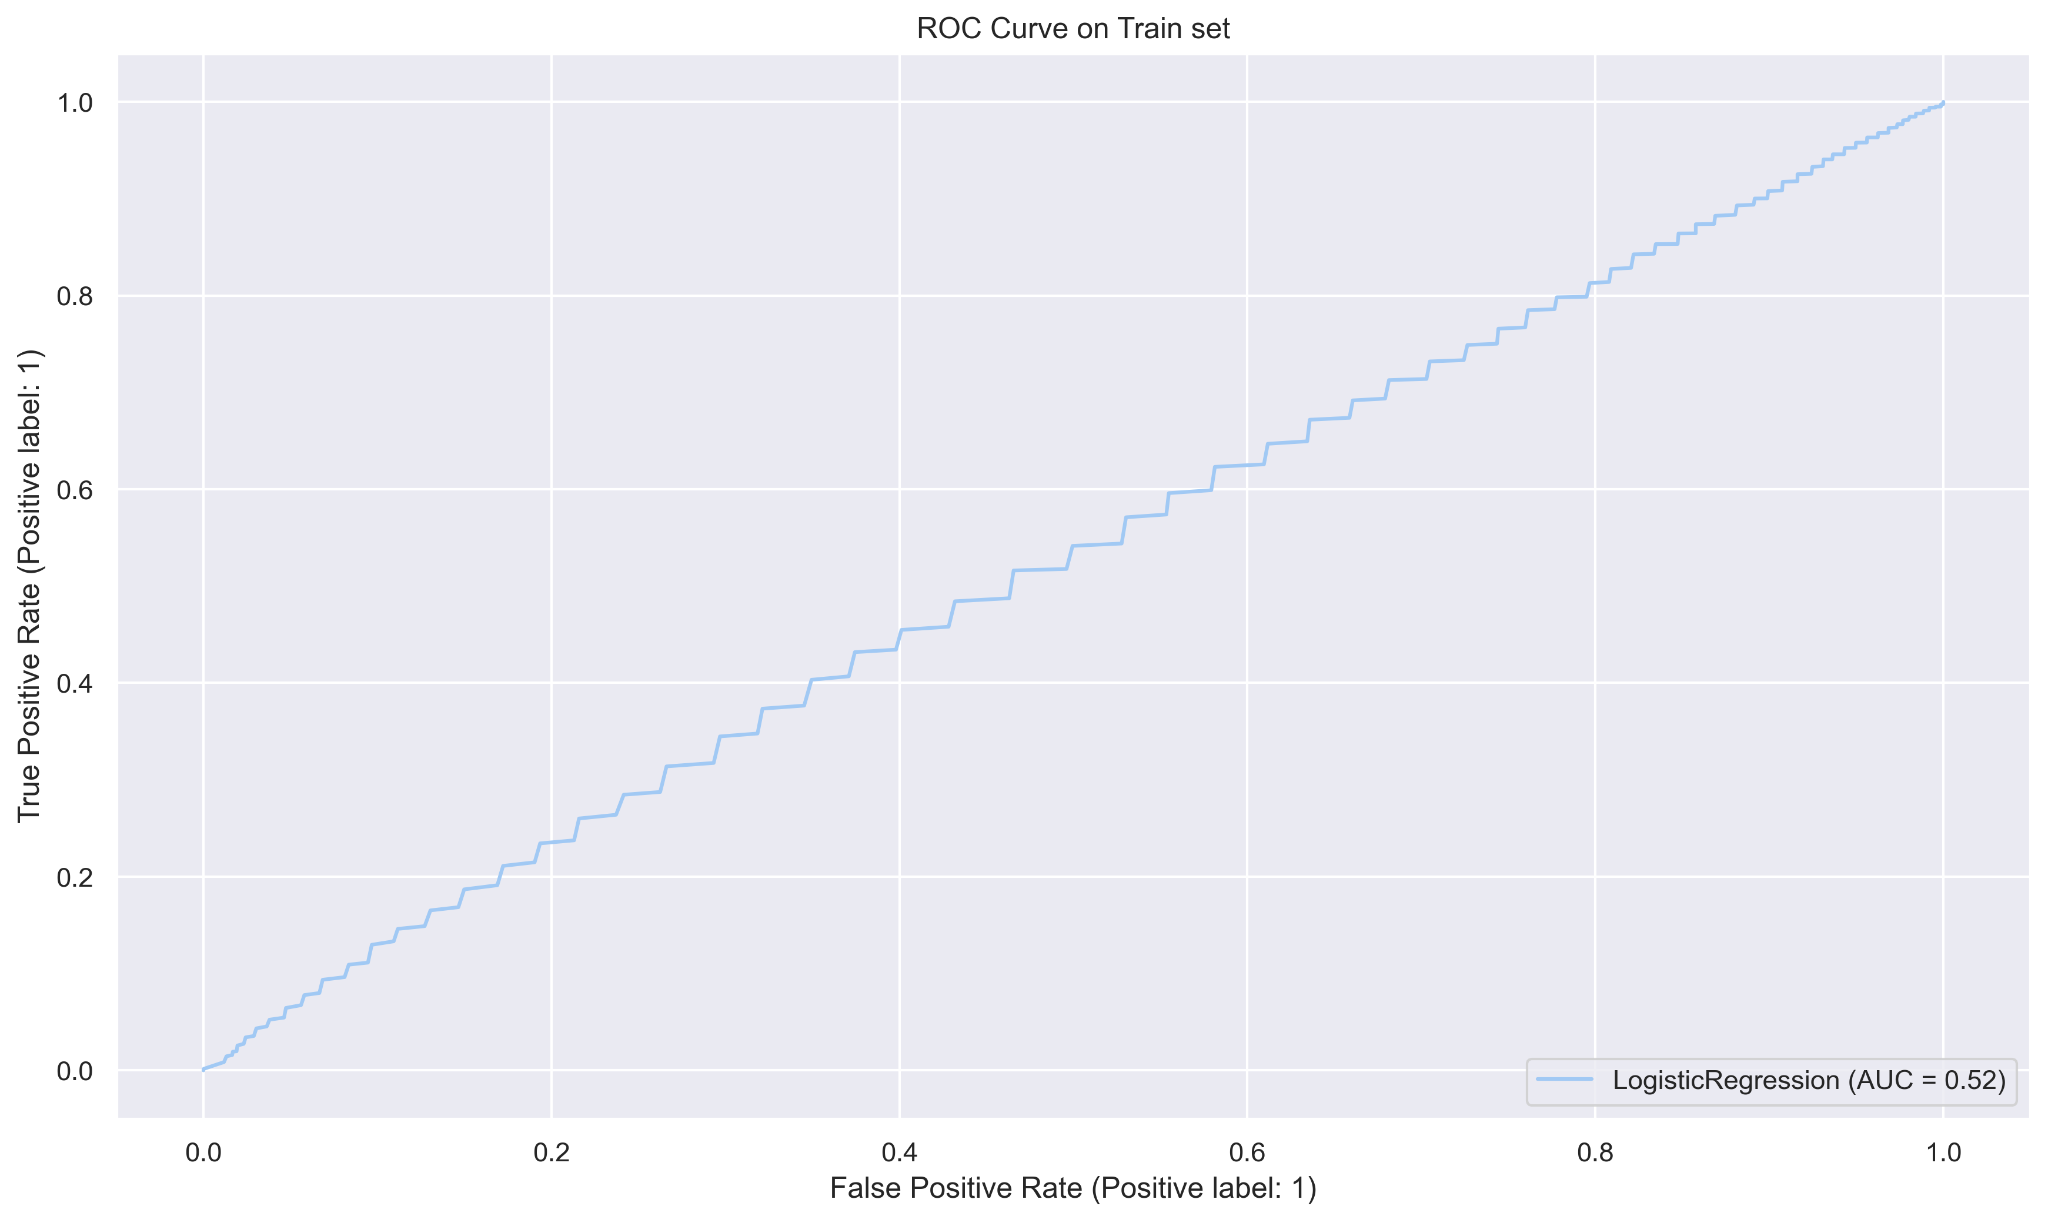 ROC Curve on Train set
1.0
0.8
0.6
0.4
0.2
0.0
True Positive Rate (Positive label: 1)
LogisticRegression (AUC = 0.52)
0.0 0.2 0.4 0.6 0.8 1.0
False Positive Rate (Positive label: 1)